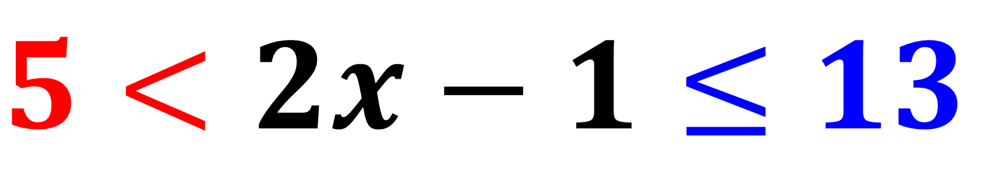 5 < 2x − 1 ≤ 13